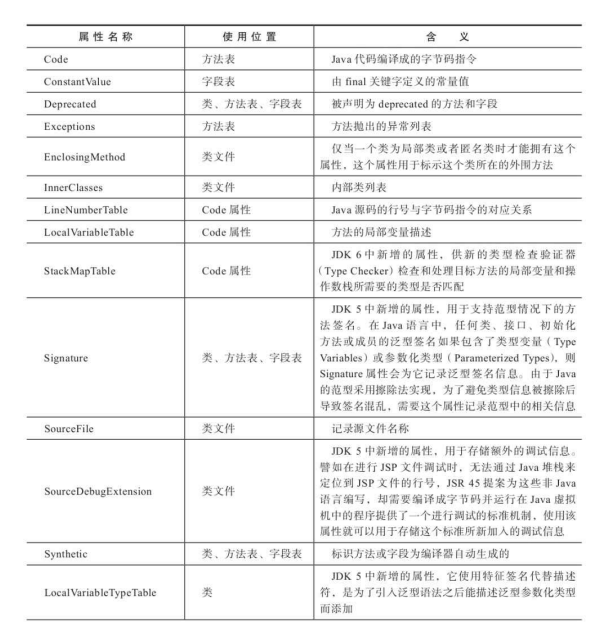 属性名称 使用位置 含 义
Code 方法表 Java 代码编译成的字节码指令
ConstantValue 字段表 由 final 关键字定义的常量值
Deprecated 类、方法表、字段表 被声明为 deprecated 的方法和字段
Exceptions 方法表 方法抛出的异常列表
EnclosingMethod 类文件 仅当一个类为局部类或者匿名类时才能拥有这个
属性，这个属性用于标示这个类所在的外围方法
InnerClasses 类文件 内部类列表
LineNumberTable Code 属性 Java 源码的行号与字节码指令的对应关系
LocalVariableTable Code 属性 方法的局部变量描述
StackMapTable Code 属性 JDK 6 中新增的属性，供新的类型检查验证器
（Type Checker）检查和处理目标方法的局部变量和操
作数栈所需要的类型是否匹配
Signature 类、方法表、字段表 JDK 5 中新增的属性，用于支持范型情况下的方
法签名。在 Java 语言中，任何类、接口、初始化
方法或成员的泛型签名如果包含了类型变量（Type
Variables）或参数化类型（Parameterized Types），则
Signature 属性会为它记录泛型签名信息。由于 Java
的范型采用擦除法实现，为了避免类型信息被擦除后
导致签名混乱，需要这个属性记录范型中的相关信息
SourceFile 类文件 记录源文件名称
SourceDebugExtension 类文件 JDK 5 中新增的属性，用于存储额外的调试信息。
譬如在进行 JSP 文件调试时，无法通过 Java 堆栈来
定位到 JSP 文件的行号，JSR 45 提案为这些非 Java
语言编写，却需要编译成字节码并运行在 Java 虚拟
机中的程序提供了一个进行调试的标准机制，使用该
属性就可以用于存储这个标准所新加入的调试信息
Synthetic 类、方法表、字段表 标识方法或字段为编译器自动生成的
LocalVariableTypeTable 类 JDK 5 中新增的属性，它使用特征签名代替描述
符，是为了引入泛型语法之后能描述泛型参数化类型
而添加